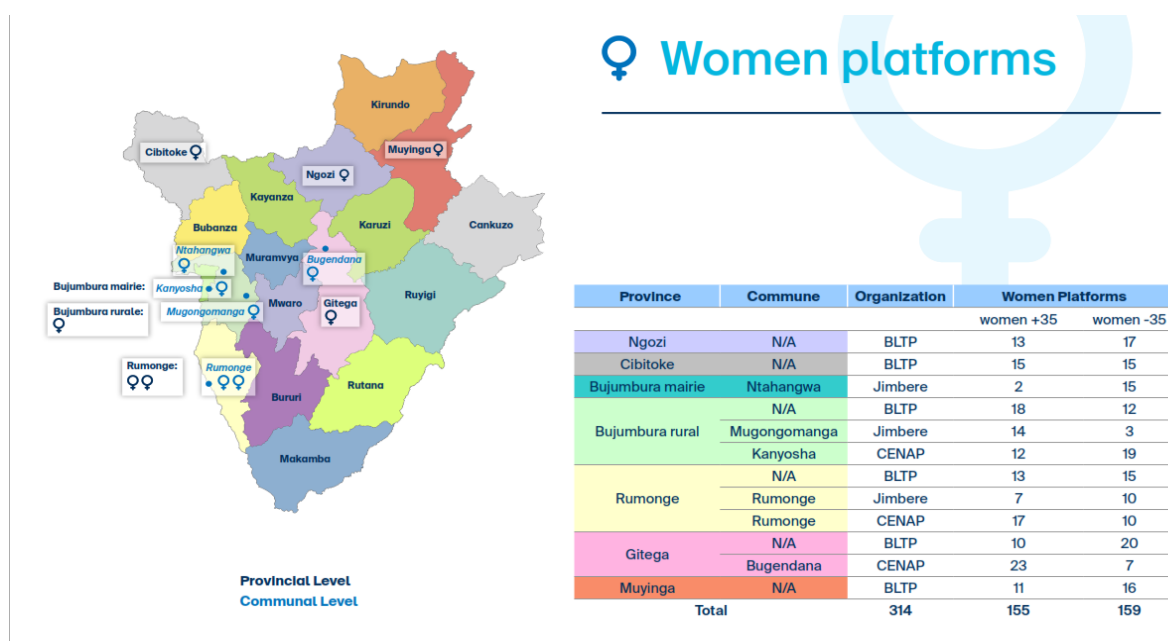 Women platforms
Kirundo
Cibitoke
Muyinga
Ngozi
Kayanza
Karuzi
Cankuzo
Bubanza
Ntahangwa
Muramvya
Bugendana
Bujumbura mairie:
Kanyosha
Ruyigi
Bujumbura rurale:
Mugongomanga
Mwaro
Gitega
Rumonge:
Rumonge
Rutana
Bururi
Makamba
Provincial Level
Communal Level
Province Commune Organization Women Platforms
women +35 women -35
Ngozi N/A BLTP 13 17
Cibitoke N/A BLTP 15 15
Bujumbura mairie Ntahangwa Jimbere 2 15
N/A BLTP 18 12
Bujumbura rural Mugongomanga Jimbere 14 3
Kanyosha CENAP 12 19
N/A BLTP 13 15
Rumonge Rumonge Jimbere 7 10
Rumonge CENAP 17 10
Gitega N/A BLTP 10 20
Bugendana CENAP 23 7
Muyinga N/A BLTP 11 16
Total 314 155 159